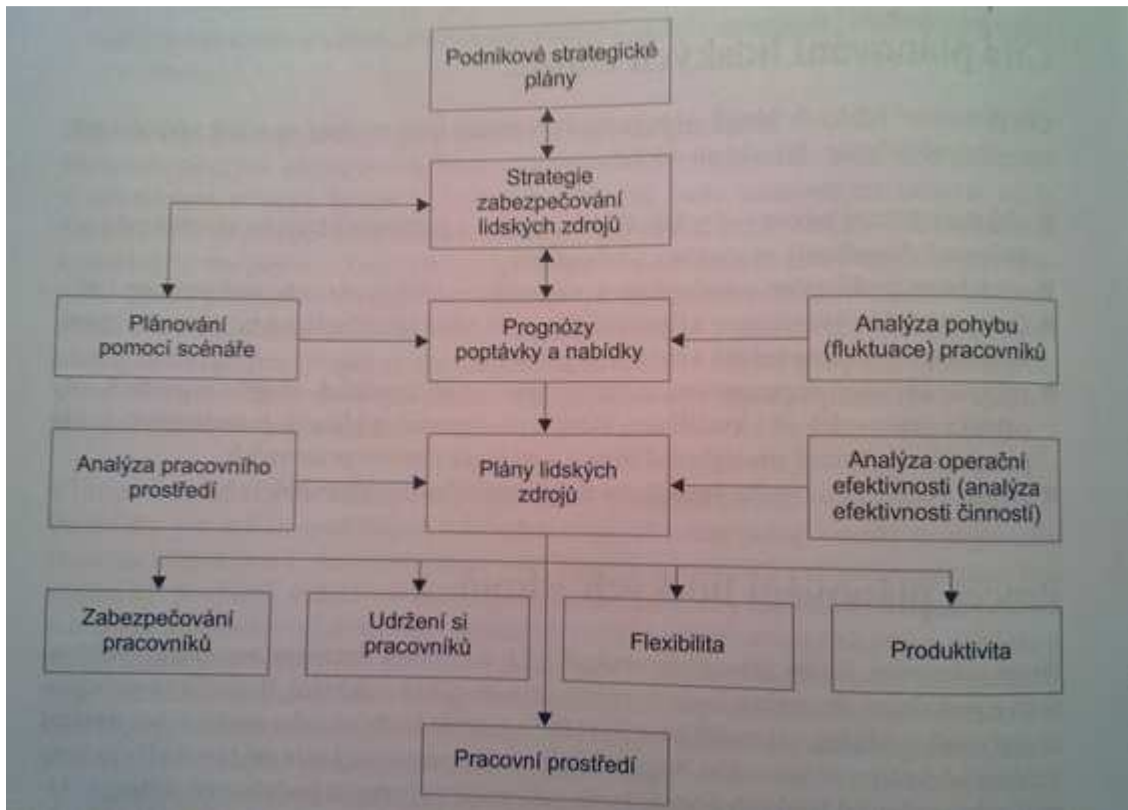 Podnikové strategické
plány
Strategie
zabezpečování
lidských zdrojů
Plánování
pomocí scénáře
Prognózy
poptávky a nabídky
Analýza pohybu
(fluktuace) pracovníků
Analýza pracovního
prostředí
Plány lidských
zdrojů
Analýza operační
efektivnosti (analýza
efektivnosti činností)
Zabezpečování
pracovníků
Udržení si
pracovníků
Flexibilita
Produktivita
Pracovní prostředí